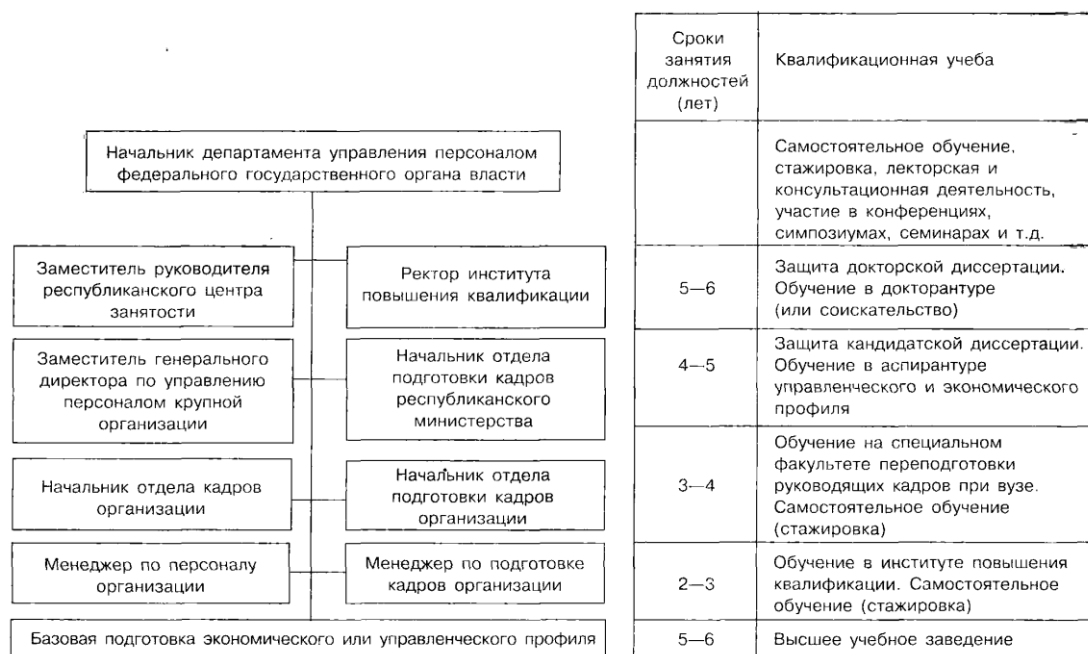 Сроки
занятия
должностей
(лет)
Квалификационная учеба
Начальник департамента управления персоналом
федерального государственного органа власти
Самостоятельное обучение,
стажировка, лекторская и
консультационная деятельность,
участие в конференциях,
симпозиумах, семинарах и т.д.
Заместитель руководителя
республиканского центра
занятости
Ректор института
повышения квалификации
5—6
Защита докторской диссертации.
Обучение в докторантуре
(или соискательство)
Заместитель генерального
директора по управлению
персоналом крупной
организации
Начальник отдела
подготовки кадров
республиканского
министерства
4—5
Защита кандидатской диссертации.
Обучение в аспирантуре
управленческого и экономического
профиля
Начальник отдела кадров
организации
Начальник отдела
подготовки кадров
организации
3—4
Обучение на специальном
факультете переподготовки
руководящих кадров при вузе.
Самостоятельное обучение
(стажировка)
Менеджер по персоналу
организации
Менеджер по подготовке
кадров организации
2—3
Обучение в институте повышения
квалификации. Самостоятельное
обучение (стажировка)
Базовая подготовка экономического или управленческого профиля
5—6
Высшее учебное заведение